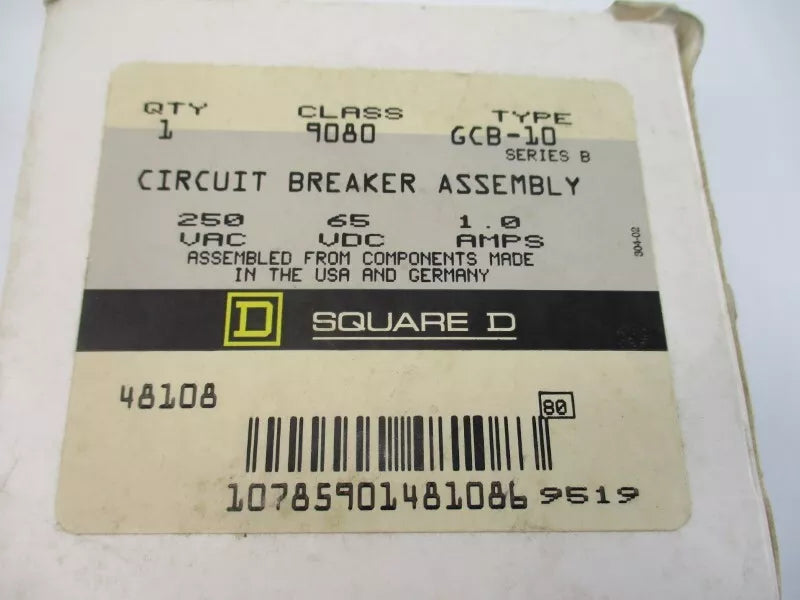 QTY CLASS TYPE
1 9080 GCB-10
SERIES B
CIRCUIT BREAKER ASSEMBLY
250 65 1.0
VAC VDC AMPS
ASSEMBLED FROM COMPONENTS MADE
IN THE USA AND GERMANY
304-02
D SQUARE D
48108
80
10785901481086 9519